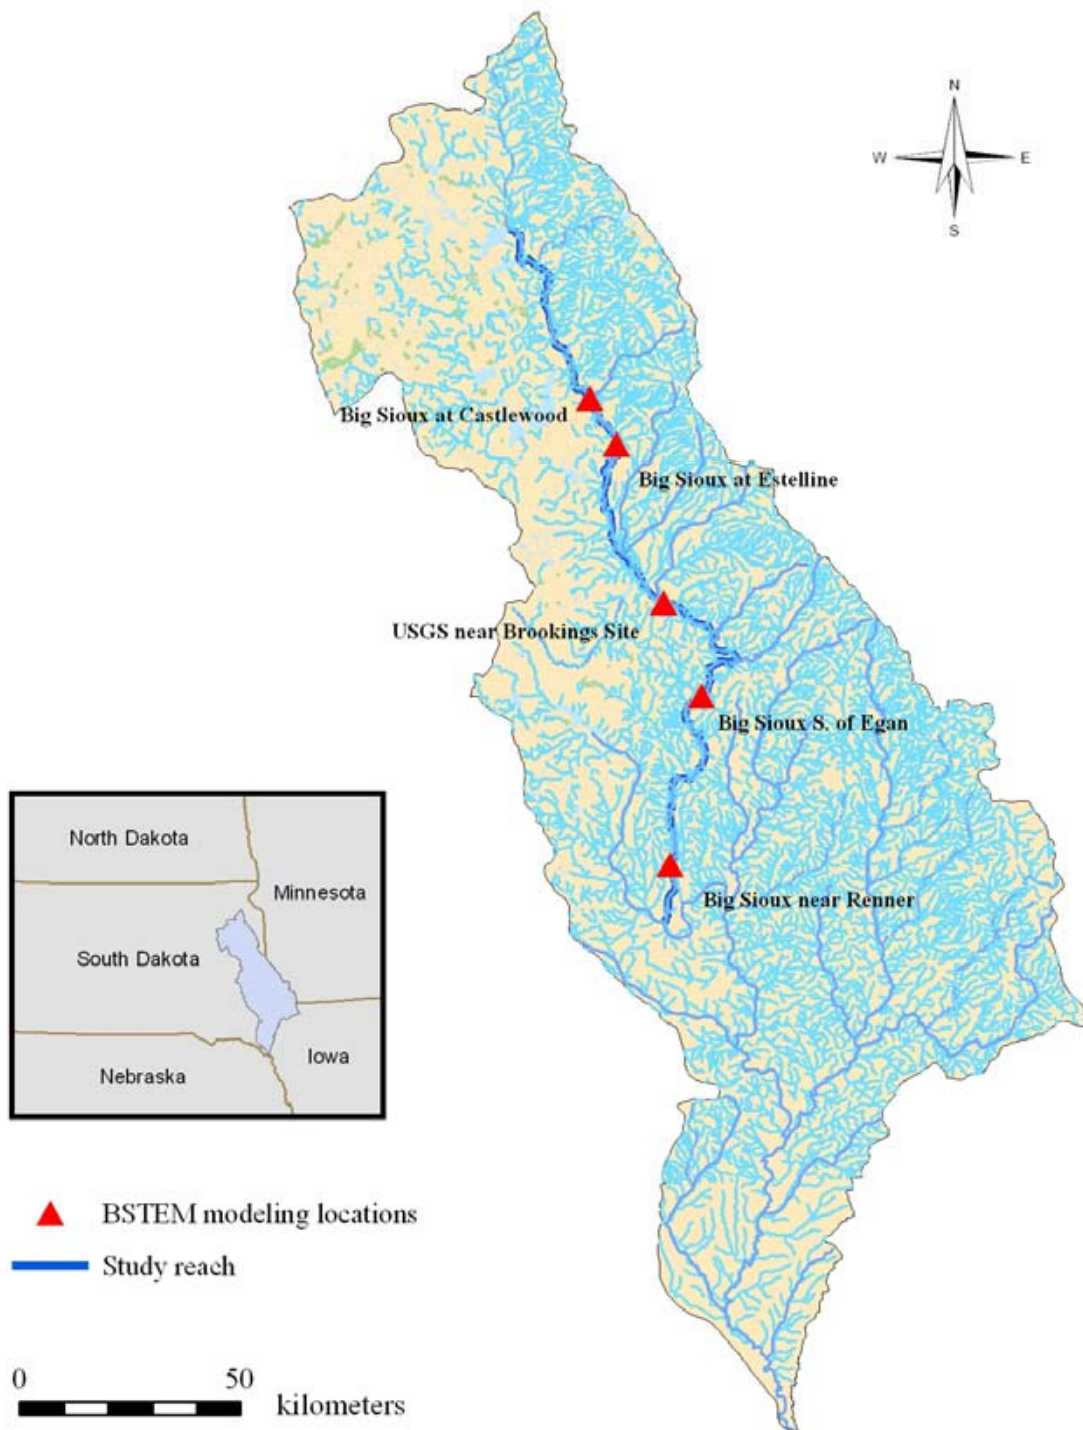 N
W
E
S
Big Sioux at Castlewood
Big Sioux at Estelline
USGS near Brookings Site
Big Sioux S. of Egan
Big Sioux near Renner
North Dakota
Minnesota
South Dakota
Iowa
Nebraska
BSTEM modeling locations
Study reach
0
50
kilometers